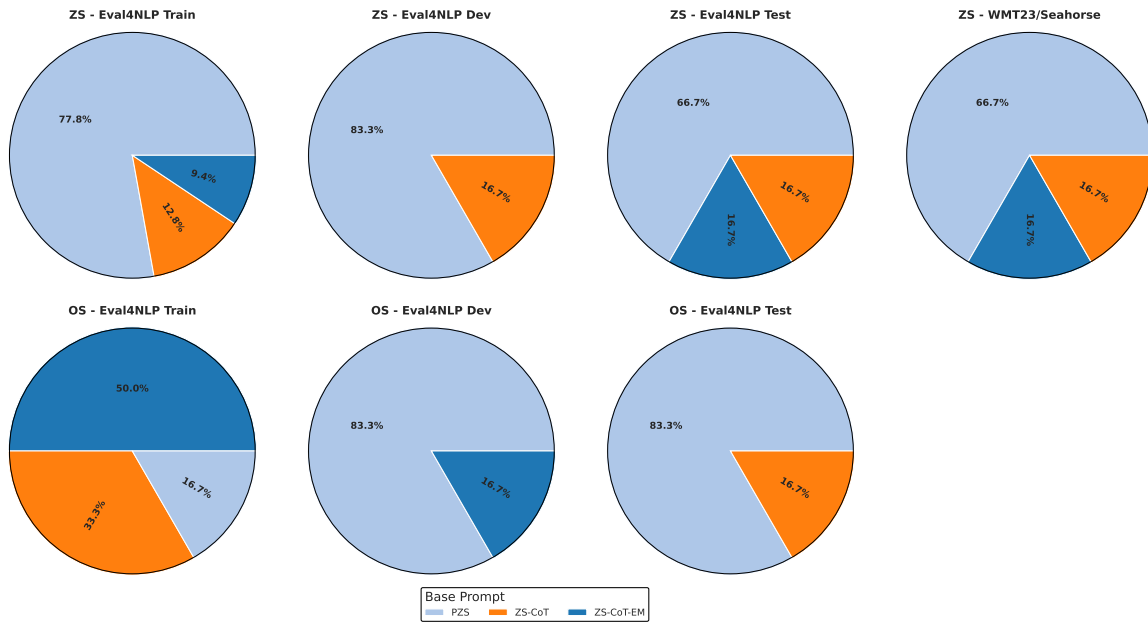 ZS - Eval4NLP Train
ZS - Eval4NLP Dev
ZS - Eval4NLP Test
ZS - WMT23/Seahorse
77.8%
9.4%
12.8%
83.3%
16.7%
66.7%
16.7%
16.7%
66.7%
16.7%
16.7%
OS - Eval4NLP Train
OS - Eval4NLP Dev
OS - Eval4NLP Test
50.0%
16.7%
33.3%
83.3%
16.7%
83.3%
16.7%
Base Prompt
PZS ZS-CoT ZS-CoT-EM